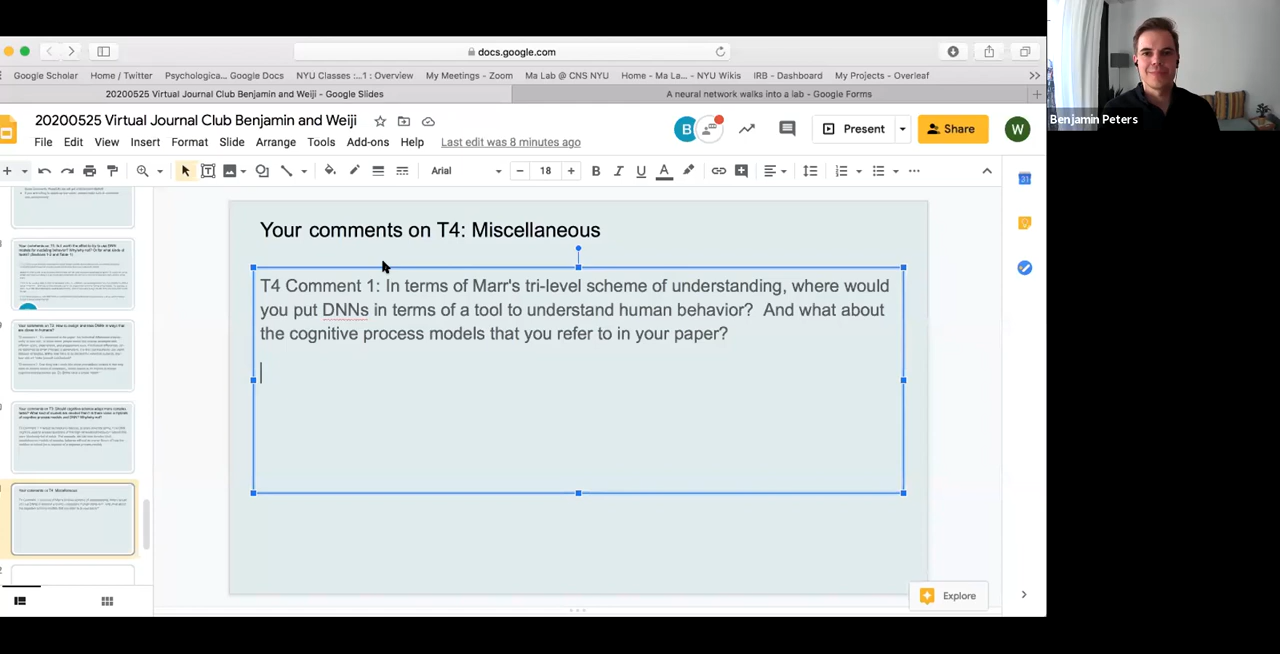 docs.google.com
Google Scholar
Home / Twitter
Psychologica... Google Docs
NYU Classes :...1 : Overview
My Meetings - Zoom
Ma Lab @ CNS NYU
Home - Ma La... - NYU Wikis
IRB - Dashboard
My Projects - Overleaf
20200525 Virtual Journal Club Benjamin and Weiji - Google Slides
A neural network walks into a lab - Google Forms
20200525 Virtual Journal Club Benjamin and Weiji
B
Present
Share
W
File Edit View Insert Format Slide Arrange Tools Add-ons Help Last edit was 8 minutes ago
Arial
18
B I U A
Your comments on T4: Miscellaneous
T4 Comment 1: In terms of Marr's tri-level scheme of understanding, where would
you put DNNs in terms of a tool to understand human behavior? And what about
the cognitive process models that you refer to in your paper?
Your comments on T4: Miscellaneous
Explore
Benjamin Peters